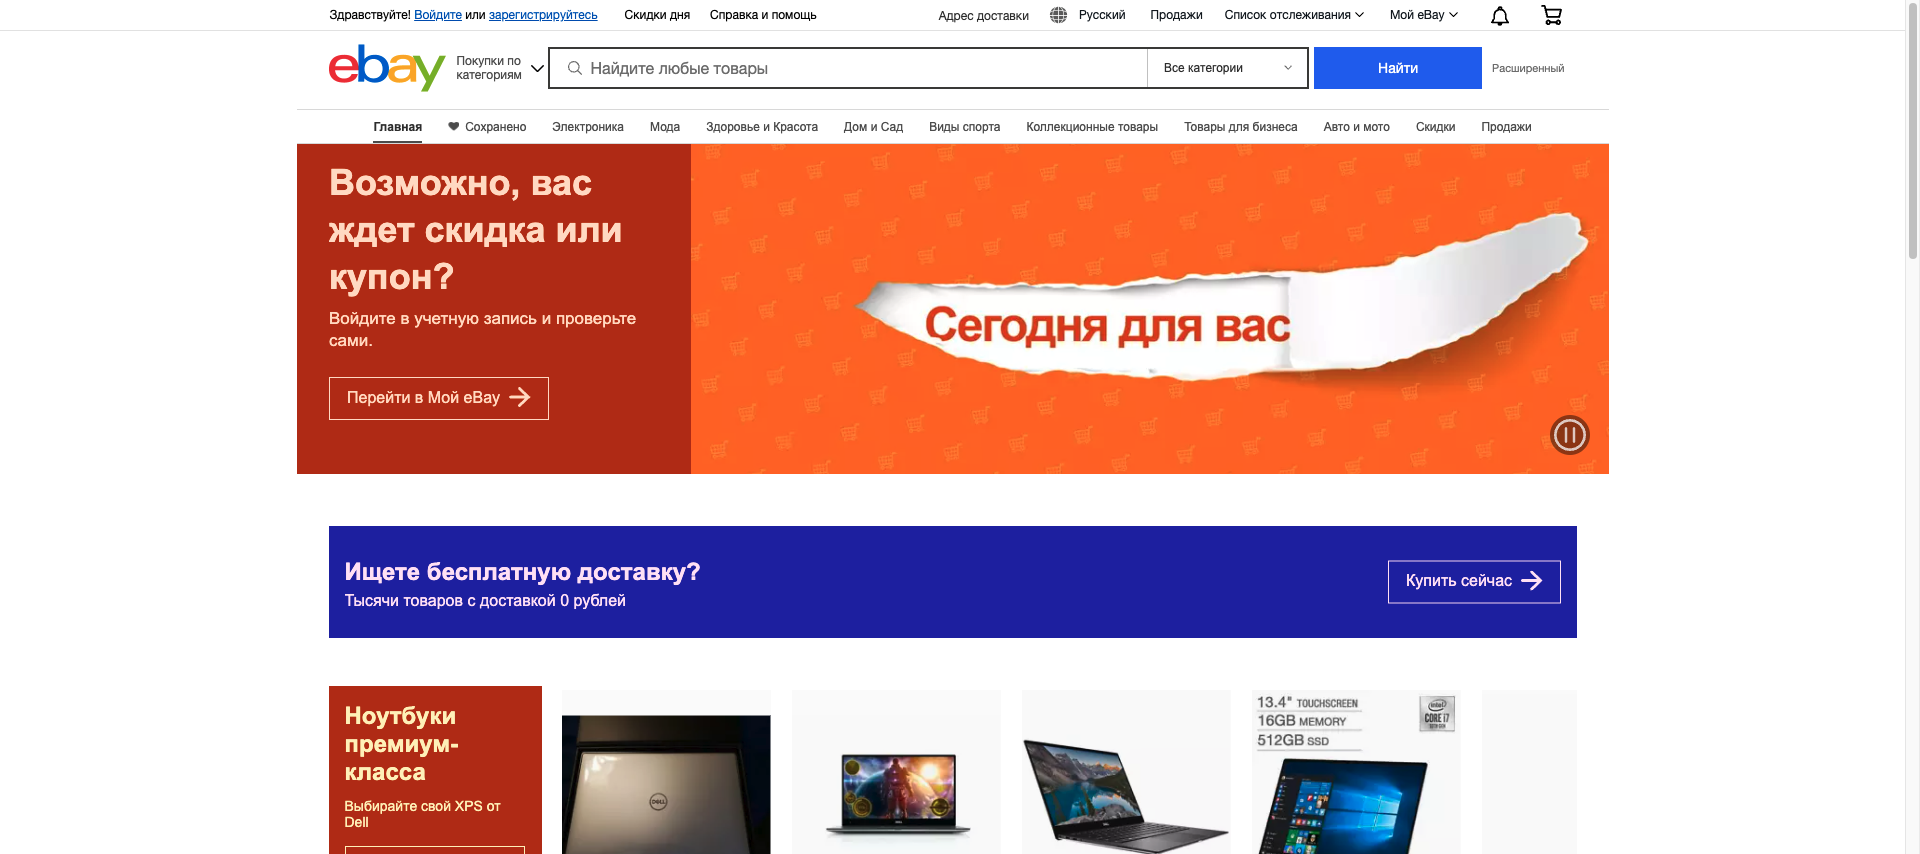 Здравствуйте! Войдите или зарегистрируйтесь
Скидки дня
Справка и помощь
Адрес доставки
Русский
Продажи
Список отслеживания
Мой eBay
ebay
Покупки по
категориям
Найдите любые товары
Все категории
Найти
Расширенный
Главная
Сохранено
Электроника
Мода
Здоровье и Красота
Дом и Сад
Виды спорта
Коллекционные товары
Товары для бизнеса
Авто и мото
Скидки
Продажи
Возможно, вас
ждет скидка или
купон?
Войдите в учетную запись и проверьте
сами.
Перейти в Мой eBay
Сегодня для вас
Ищете бесплатную доставку?
Тысячи товаров с доставкой 0 рублей
Купить сейчас
Ноутбуки
премиум-
класса
Выбирайте свой XPS от
Dell
DELL
13.4" TOUCHSCREEN
16GB MEMORY
512GB SSD
intel
CORE i7